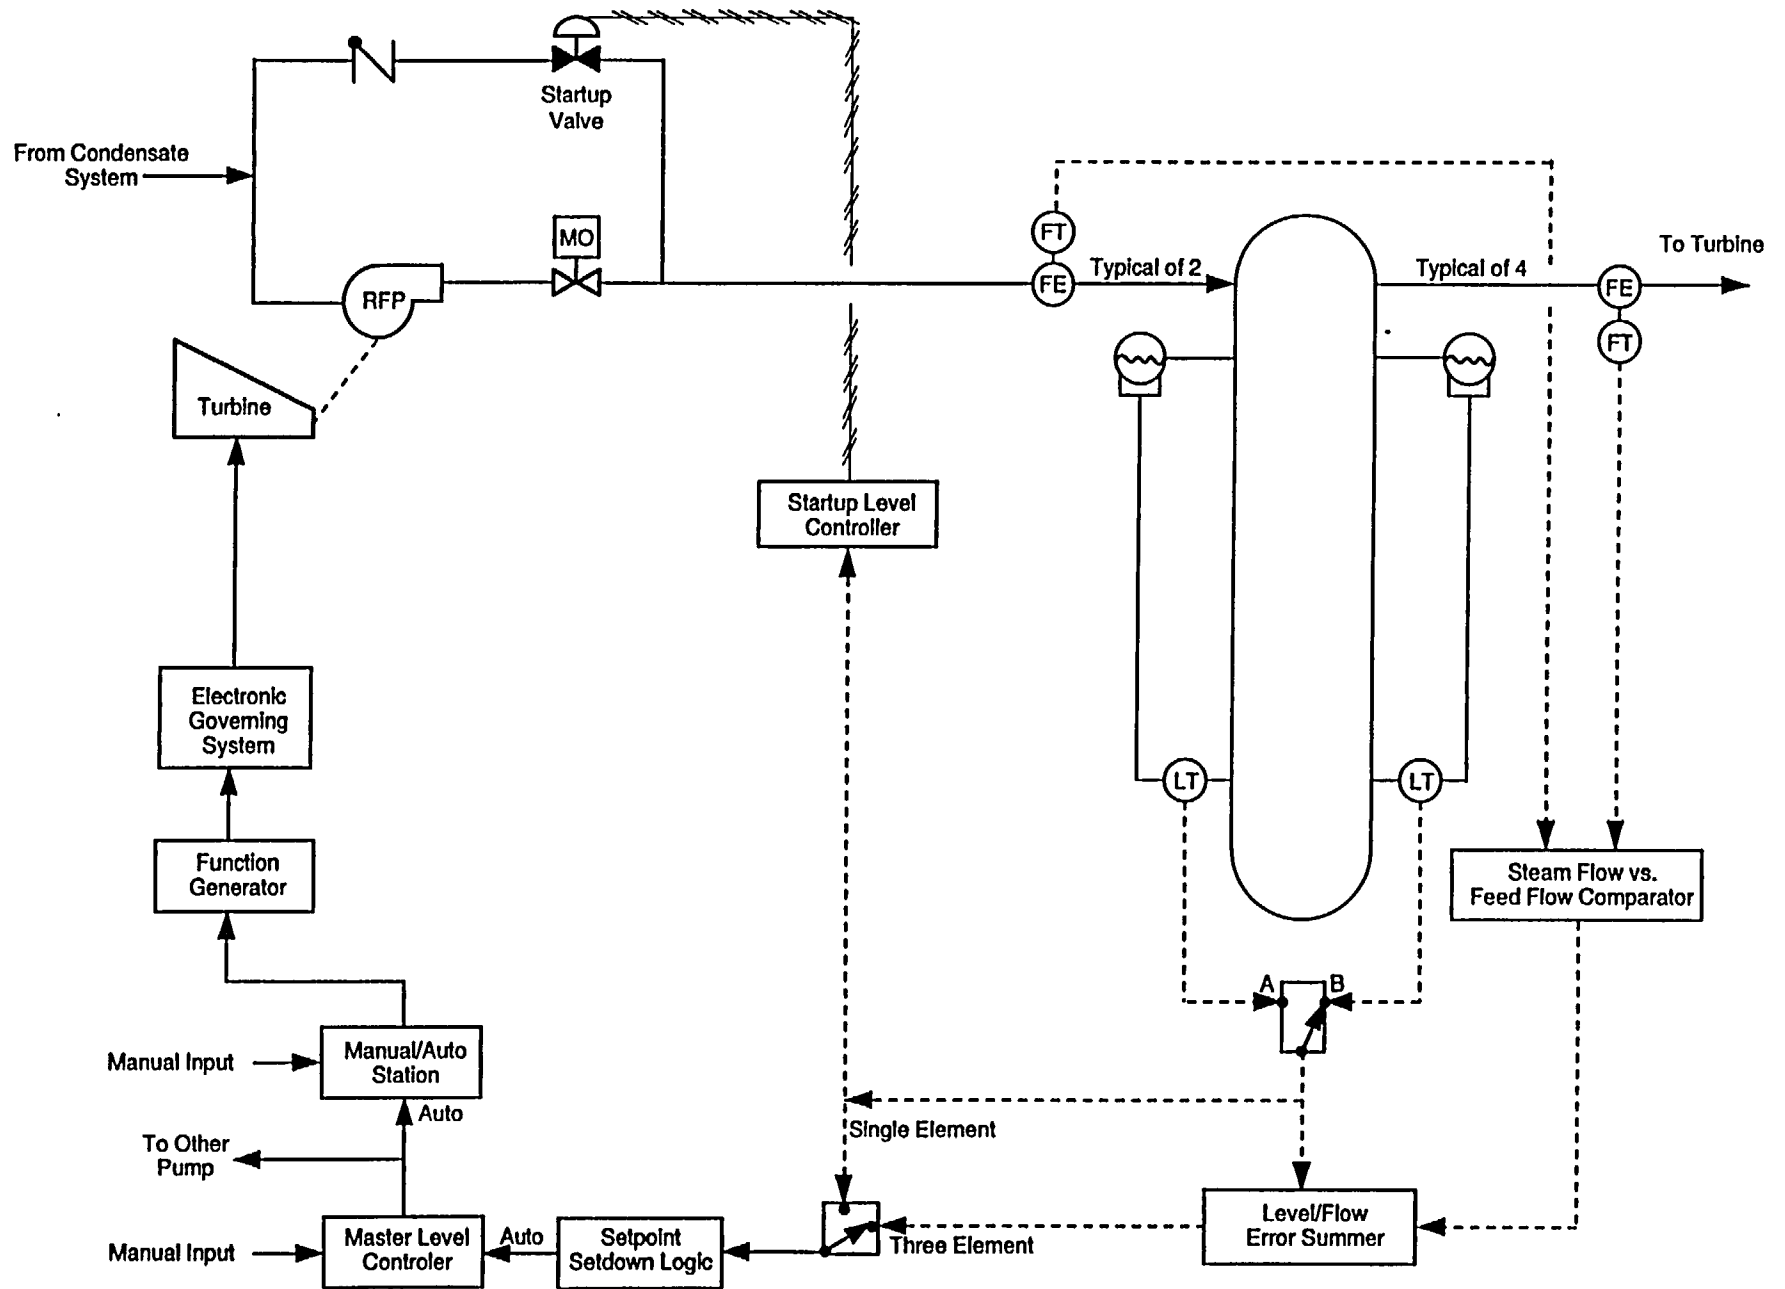 Startup
Valve
From Condensate
System
MO
RFP
FT
FE
Typical of 2
Typical of 4
To Turbine
FE
FT
Turbine
Startup Level
Controller
Electronic
Governing
System
LT
LT
Function
Generator
Steam Flow vs.
Feed Flow Comparator
A
B
Manual Input
Manual/Auto
Station
Auto
Single Element
To Other
Pump
Manual Input
Master Level
Controler
Auto
Setpoint
Setdown Logic
Three Element
Level/Flow
Error Summer